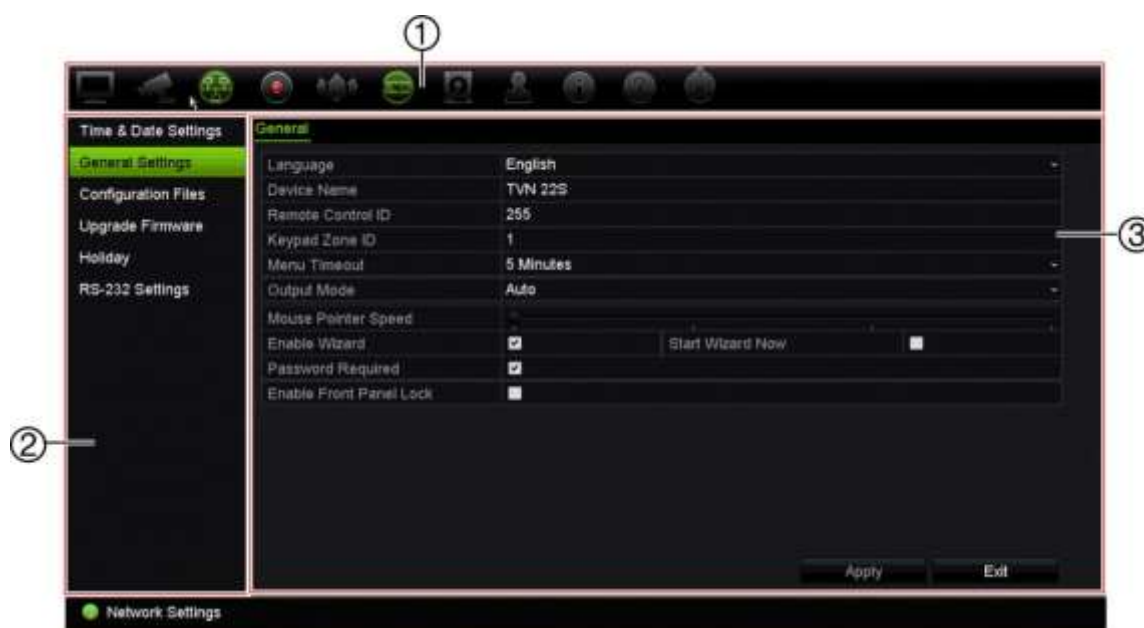 1
Time & Date Settings
General Settings
Configuration Files
Upgrade Firmware
Holiday
RS-232 Settings
General
Language English
Device Name TVN 22S
Remote Control ID 255
Keypad Zone ID 1
Menu Timeout 5 Minutes
Output Mode Auto
Mouse Pointer Speed
Enable Wizard Start Wizard Now
Password Required
Enable Front Panel Lock
3
2
Apply Exit
Network Settings